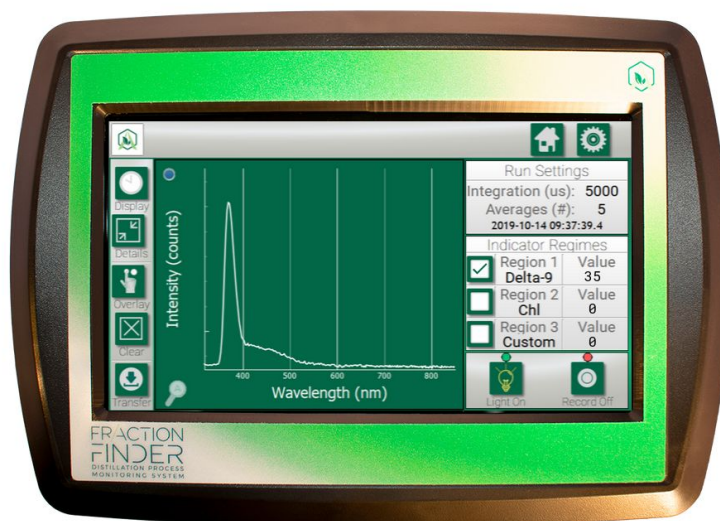 Run Settings
Integration (us): 5000
Averages (#): 5
2019-10-14 09:37:39.4
Indicator Regimes
Region 1 Value
Delta-9 35
Region 2 Value
Chl 0
Region 3 Value
Custom 0
Light On
Record Off
Display
Details
Overlay
Clear
Transfer
Intensity (counts)
400 500 600 700 800
Wavelength (nm)
A
FRACTION
FINDER
DISTILLATION PROCESS
MONITORING SYSTEM